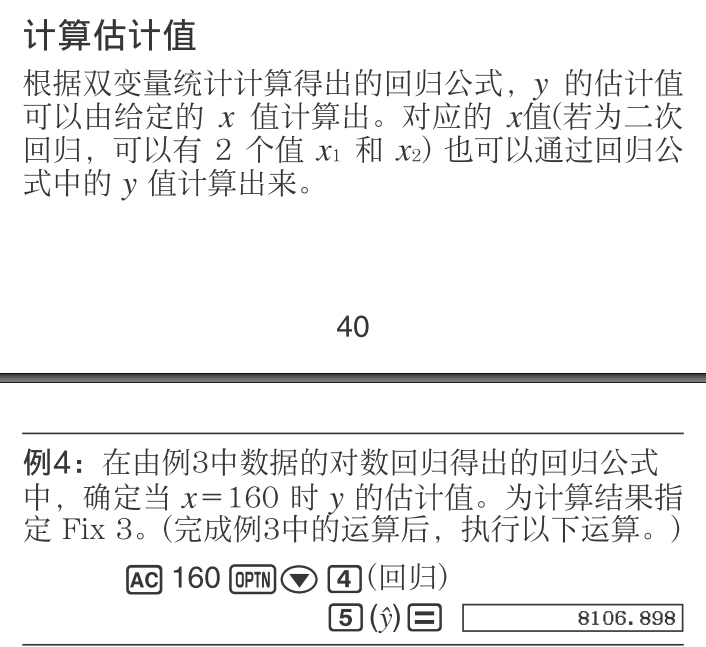 计算估计值
根据双变量统计计算得出的回归公式，y 的估计值
可以由给定的 x 值计算出。对应的 x值(若为二次
回归，可以有 2 个值 x₁ 和 x₂) 也可以通过回归公
式中的 y 值计算出来。
40
例4：在由例3中数据的对数回归得出的回归公式
中，确定当 x=160 时 y 的估计值。为计算结果指
定 Fix 3。(完成例3中的运算后，执行以下运算。)
AC 160 OPTN ▼ 4 (回归)
5 (ŷ) = 8106.898